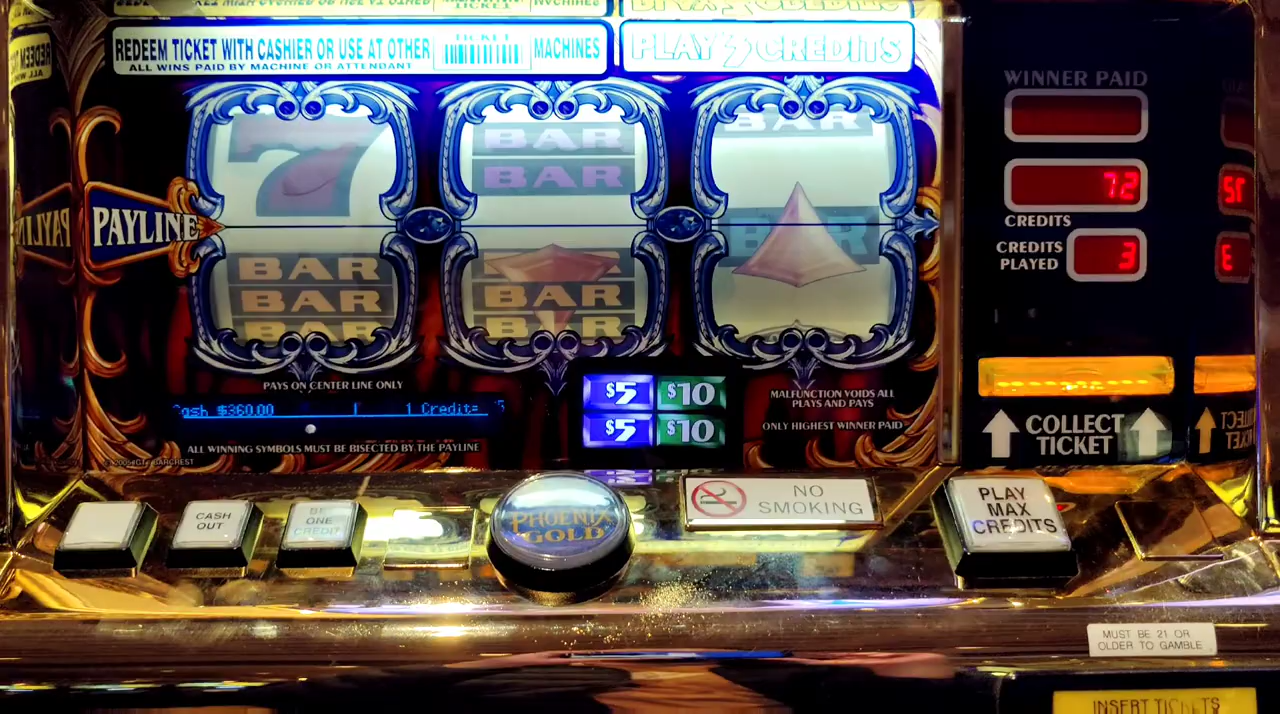 REDEEM TICKET WITH CASHIER OR USE AT OTHER
TICKET
MACHINES
ALL WINS PAID BY MACHINE OR ATTENDANT
PLAY 3 CREDITS
WINNER PAID
72
CREDITS
CREDITS
PLAYED
3
7
BAR
BAR
BAR
BAR
PAYLINE
BAR
BAR
BAR
BAR
BAR
BAR
PAYS ON CENTER LINE ONLY
Cash $360.00
1 Credit=
ALL WINNING SYMBOLS MUST BE BISECTED BY THE PAYLINE
$5
$10
$5
$10
MALFUNCTION VOIDS ALL
PLAYS AND PAYS
ONLY HIGHEST WINNER PAID
COLLECT
TICKET
CASH
OUT
ONE
CREDIT
PHOENIX
GOLD
NO
SMOKING
PLAY
MAX
CREDITS
MUST BE 21 OR
OLDER TO GAMBLE
INSERT TICKETS